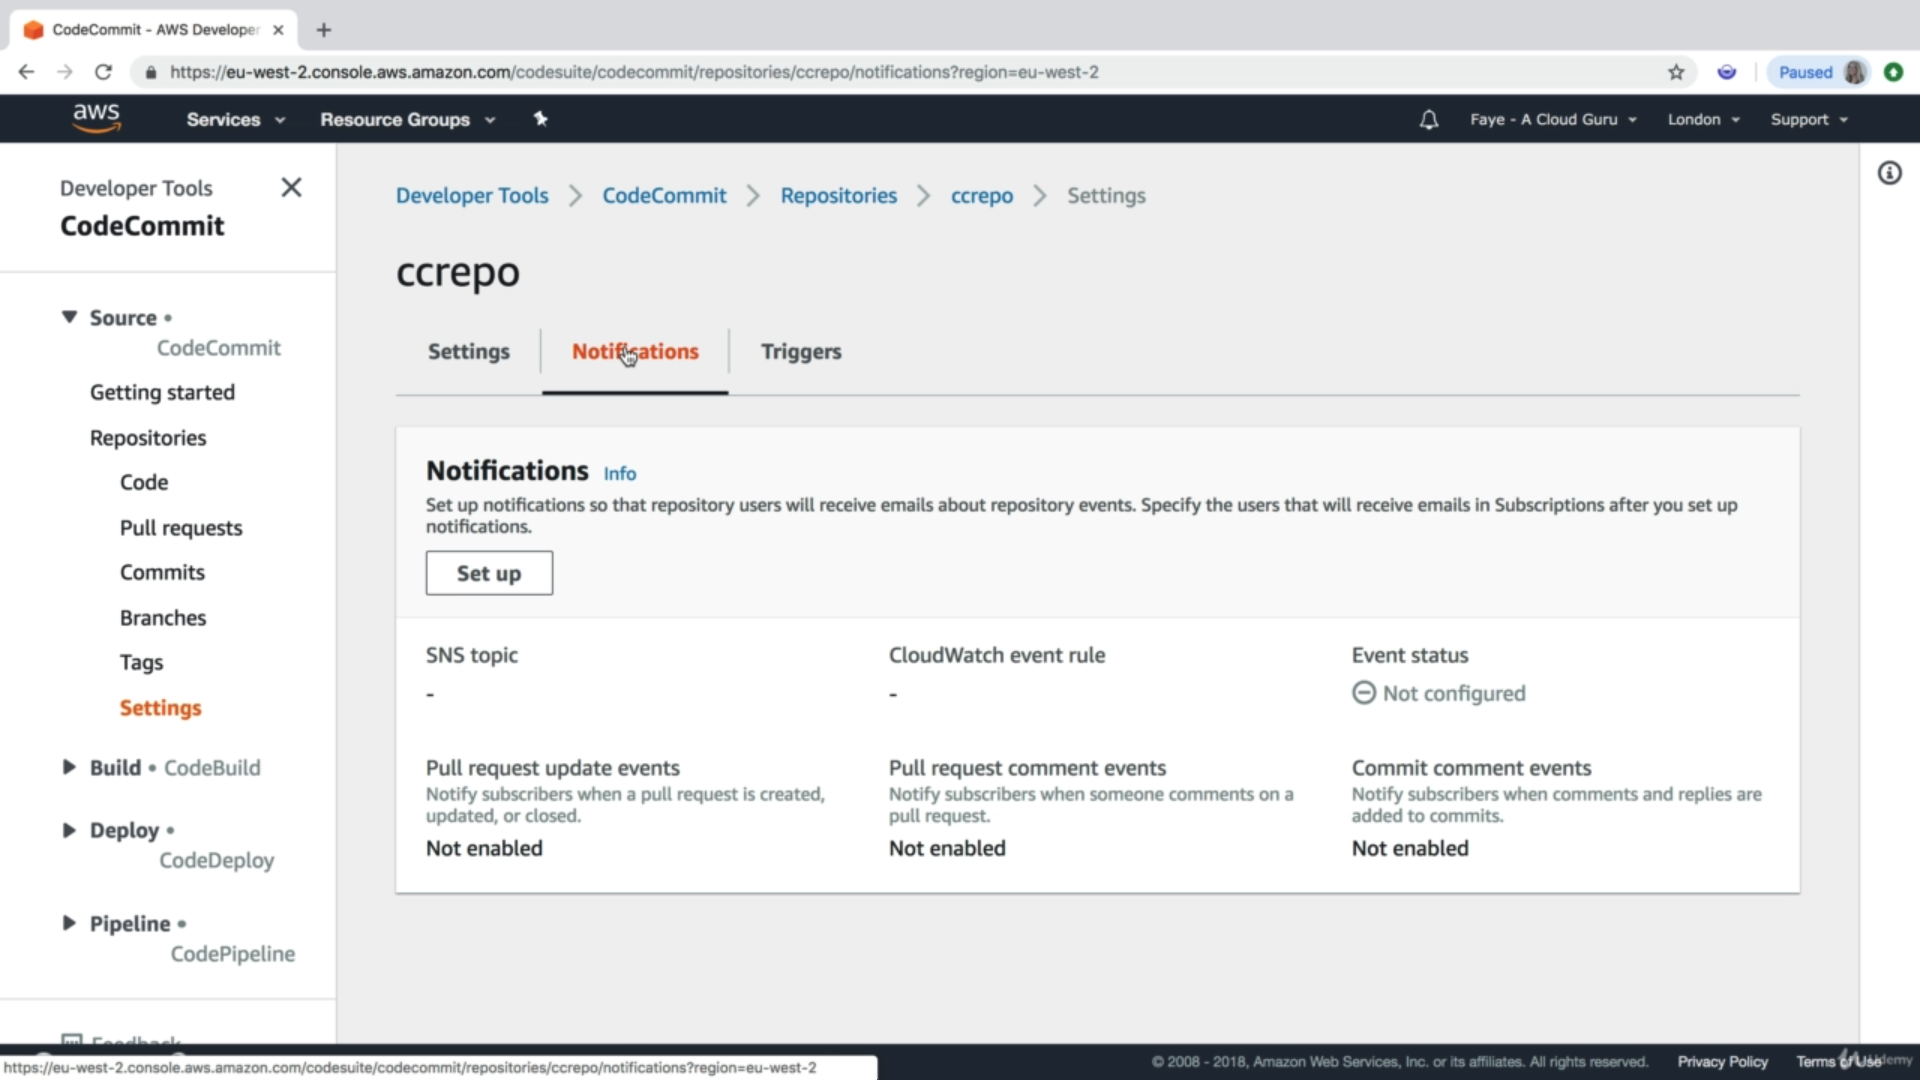 CodeCommit - AWS Developer
https://eu-west-2.console.aws.amazon.com/codesuite/codecommit/repositories/ccrepo/notifications?region=eu-west-2
Paused
aws
Services
Resource Groups
Faye - A Cloud Guru
London
Support
Developer Tools
CodeCommit
Source •
CodeCommit
Getting started
Repositories
Code
Pull requests
Commits
Branches
Tags
Settings
Build • CodeBuild
Deploy •
CodeDeploy
Pipeline •
CodePipeline
Feedback
Developer Tools > CodeCommit > Repositories > ccrepo > Settings
ccrepo
Settings
Notifications
Triggers
Notifications Info
Set up notifications so that repository users will receive emails about repository events. Specify the users that will receive emails in Subscriptions after you set up
notifications.
Set up
SNS topic
-
CloudWatch event rule
-
Event status
Not configured
Pull request update events
Notify subscribers when a pull request is created,
updated, or closed.
Not enabled
Pull request comment events
Notify subscribers when someone comments on a
pull request.
Not enabled
Commit comment events
Notify subscribers when comments and replies are
added to commits.
Not enabled
https://eu-west-2.console.aws.amazon.com/codesuite/codecommit/repositories/ccrepo/notifications?region=eu-west-2
© 2008 - 2018, Amazon Web Services, Inc. or its affiliates. All rights reserved.
Privacy Policy
Terms of Use